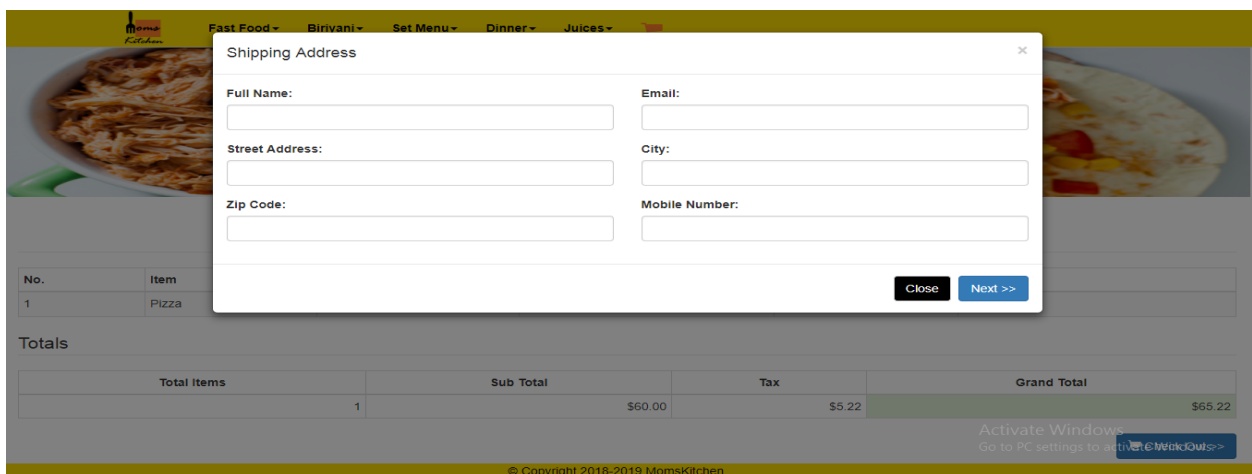 Moms
Kitchen
Fast Food Biriyani Set Menu Dinner Juices
Shipping Address ×
Full Name: Email:
Street Address: City:
Zip Code: Mobile Number:
Close Next >>
No. Item
1 Pizza
Totals
Total Items Sub Total Tax Grand Total
1 $60.00 $5.22 $65.22
Activate Windows
Go to PC settings to activate Windows.
Check Out >>
© Copyright 2018-2019 MomsKitchen